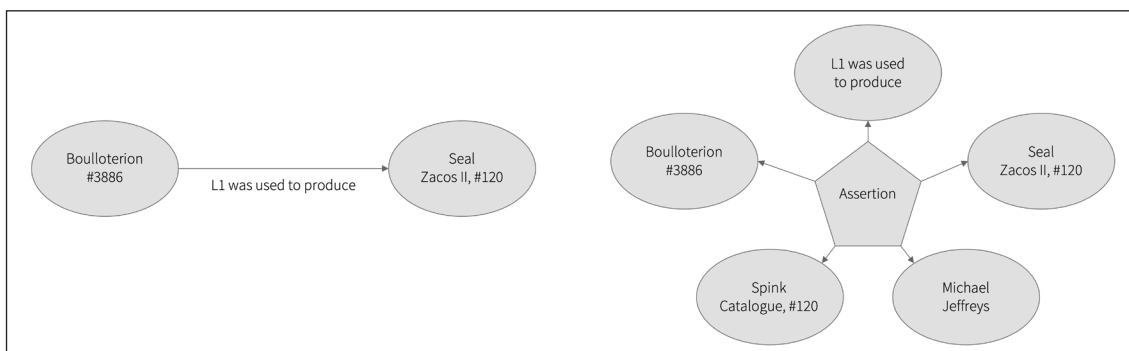 Boulloterion
#3886
L1 was used to produce
Seal
Zacos II, #120
L1 was used
to produce
Boulloterion
#3886
Assertion
Seal
Zacos II, #120
Spink
Catalogue, #120
Michael
Jeffreys